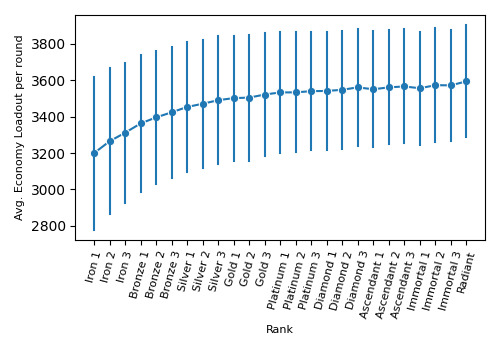 Avg. Economy Loadout per round
3800
3600
3400
3200
3000
2800
Iron 1
Iron 2
Iron 3
Bronze 1
Bronze 2
Bronze 3
Silver 1
Silver 2
Silver 3
Gold 1
Gold 2
Gold 3
Platinum 1
Platinum 2
Platinum 3
Diamond 1
Diamond 2
Diamond 3
Ascendant 1
Ascendant 2
Ascendant 3
Immortal 1
Immortal 2
Immortal 3
Radiant
Rank